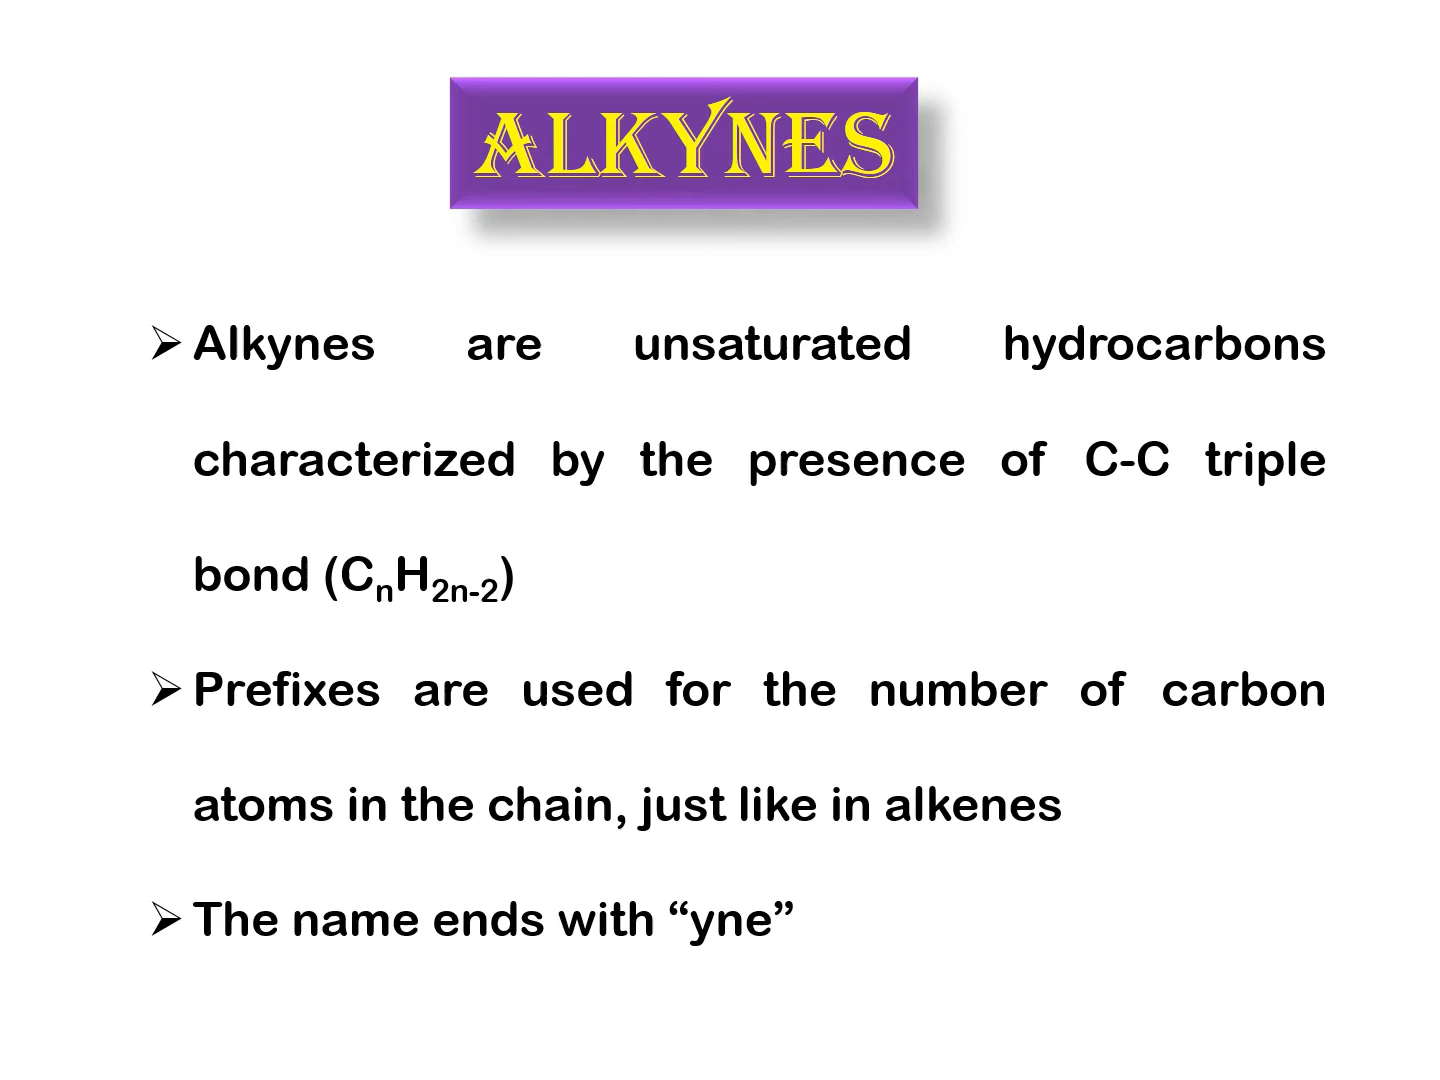 ALKYNES
➢ Alkynes are unsaturated hydrocarbons
characterized by the presence of C-C triple
bond (CₙH₂ₙ₋₂)
➢ Prefixes are used for the number of carbon
atoms in the chain, just like in alkenes
➢ The name ends with “yne”